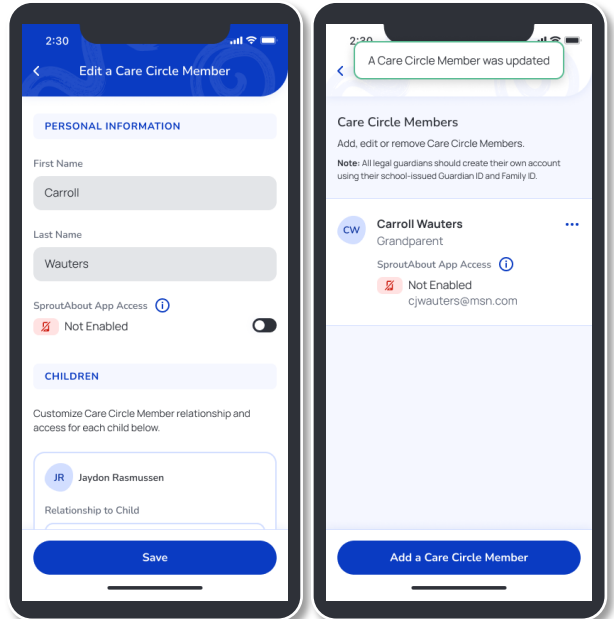 2:30
Edit a Care Circle Member
PERSONAL INFORMATION
First Name
Carroll
Last Name
Wauters
SproutAbout App Access
Not Enabled
CHILDREN
Customize Care Circle Member relationship and
access for each child below.
JR Jaydon Rasmussen
Relationship to Child
Save
2:30
A Care Circle Member was updated
Care Circle Members
Add, edit or remove Care Circle Members.
Note: All legal guardians should create their own account
using their school-issued Guardian ID and Family ID.
CW Carroll Wauters
Grandparent
SproutAbout App Access
Not Enabled
cjwauters@msn.com
Add a Care Circle Member